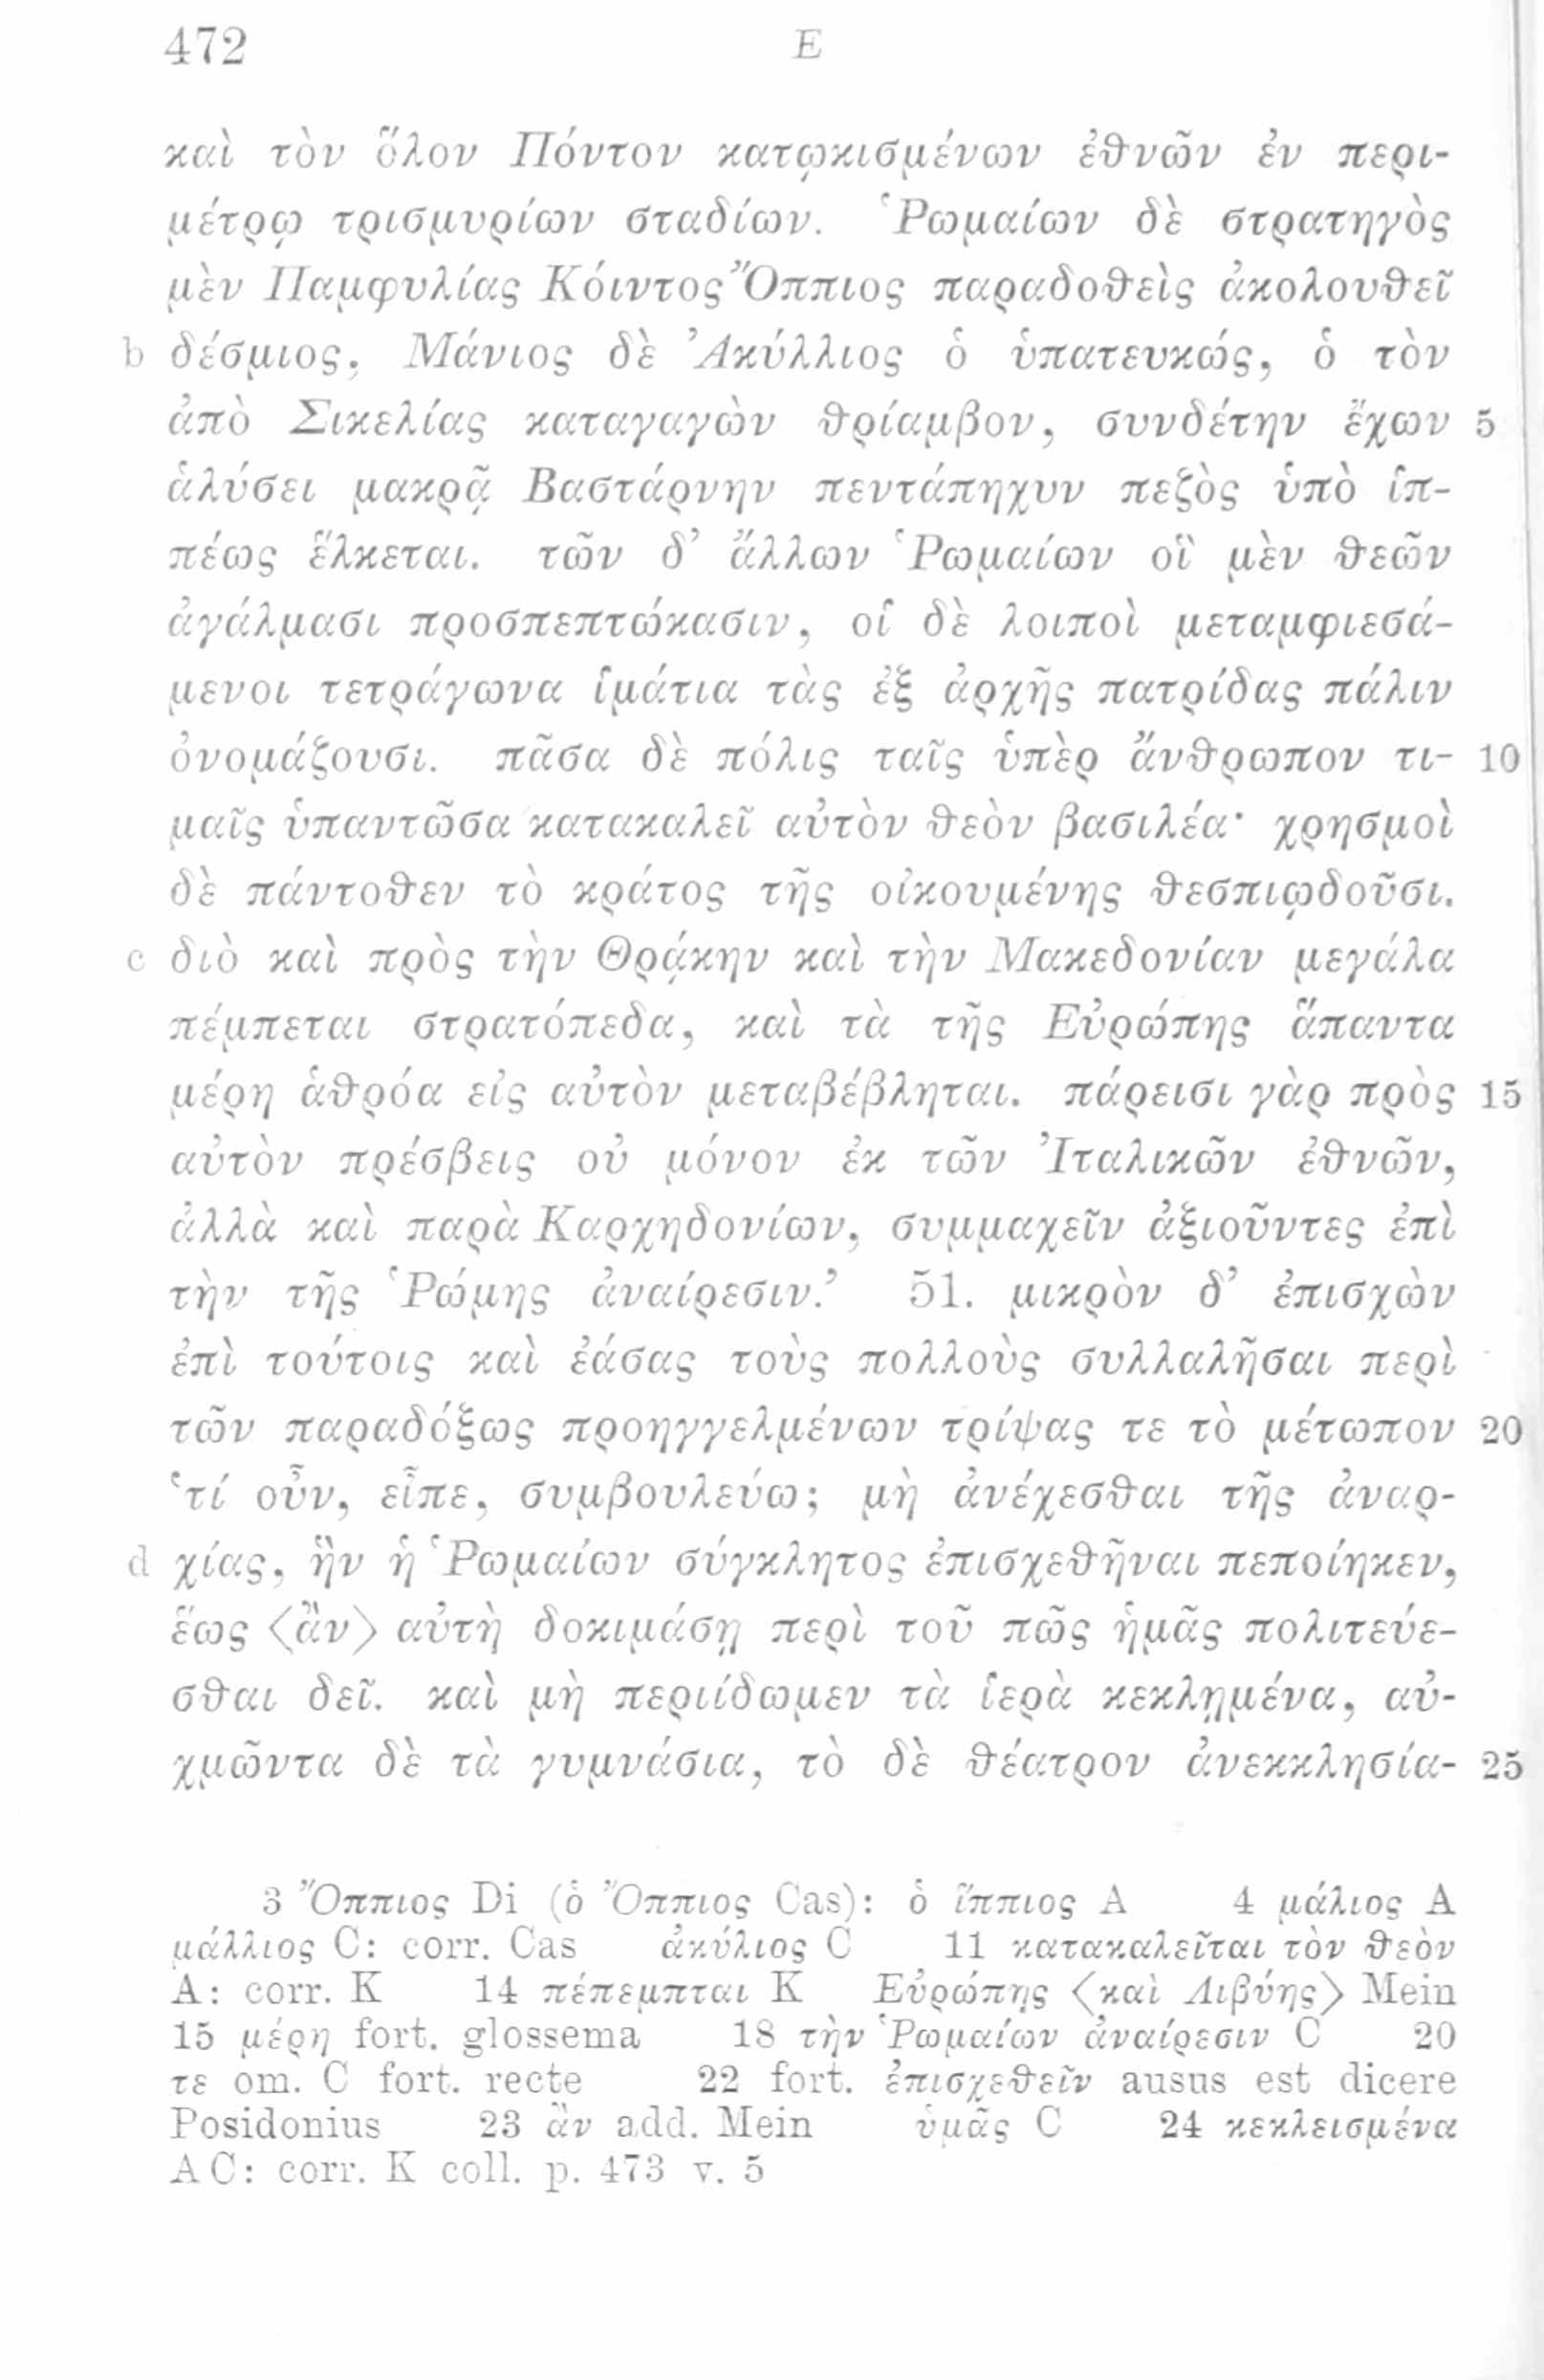 472 E
καὶ τὸν ὅλον Πόντον κατῳκισμένων ἐθνῶν ἐν περι-
μέτρῳ τρισμυρίων σταδίων. Ῥωμαίων δὲ στρατηγὸς
μὲν Παμφυλίας Κόιντος Ὄππιος παραδοθεὶς ἀκολουθεῖ
b δέσμιος, Μάνιος δὲ Ἀκύλλιος ὁ ὑπατευκώς, ὁ τὸν
ἀπὸ Σικελίας καταγαγὼν θρίαμβον, συνδέτην ἔχων 5
ἁλύσει μακρᾷ Βαστάρνην πεντάπηχυν πεζὸς ὑπὸ ἱπ-
πέως ἕλκεται. τῶν δ’ ἄλλων Ῥωμαίων οἳ μὲν θεῶν
ἀγάλμασι προσπεπτώκασιν, οἱ δὲ λοιποὶ μεταμφιεσά-
μενοι τετράγωνα ἱμάτια τὰς ἐξ ἀρχῆς πατρίδας πάλιν
ὀνομάζουσι. πᾶσα δὲ πόλις ταῖς ὑπὲρ ἄνθρωπον τι- 10
μαῖς ὑπαντῶσα κατακαλεῖ αὐτὸν θεὸν βασιλέα· χρησμοὶ
δὲ πάντοθεν τὸ κράτος τῆς οἰκουμένης θεσπιῳδοῦσι.
c διὸ καὶ πρὸς τὴν Θρᾴκην καὶ τὴν Μακεδονίαν μεγάλα
πέμπεται στρατόπεδα, καὶ τὰ τῆς Εὐρώπης ἅπαντα
μέρη ἁθρόα εἰς αὐτὸν μεταβέβληται. πάρεισι γὰρ πρὸς 15
αὐτὸν πρέσβεις οὐ μόνον ἐκ τῶν Ἰταλικῶν ἐθνῶν,
ἀλλὰ καὶ παρὰ Καρχηδονίων, συμμαχεῖν ἀξιοῦντες ἐπὶ
τὴν τῆς Ῥώμης ἀναίρεσιν.’ 51. μικρὸν δ’ ἐπισχὼν
ἐπὶ τούτοις καὶ ἐάσας τοὺς πολλοὺς συλλαλῆσαι περὶ
τῶν παραδόξως προηγγελμένων τρίψας τε τὸ μέτωπον 20
‘τί οὖν, εἶπε, συμβουλεύω; μὴ ἀνέχεσθαι τῆς ἀναρ-
d χίας, ἣν ἡ Ῥωμαίων σύγκλητος ἐπισχεθῆναι πεποίηκεν,
ἕως ⟨ἂν⟩ αὐτὴ δοκιμάσῃ περὶ τοῦ πῶς ἡμᾶς πολιτεύε-
σθαι δεῖ. καὶ μὴ περιίδωμεν τὰ ἱερὰ κεκλῃμένα, αὐ-
χμῶντα δὲ τὰ γυμνάσια, τὸ δὲ θέατρον ἀνεκκλησία- 25
3 Ὄππιος Di (ὁ Ὄππιος Cas): ὁ ἵππιος A 4 μάλιος A
μάλλιος C: corr. Cas ἀκύλιος C 11 κατακαλεῖται τὸν θεὸν
A: corr. K 14 πέπεμπται K Εὐρώπης ⟨καὶ Λιβύης⟩ Mein
15 μέρη fort. glossema 18 τὴν Ῥωμαίων ἀναίρεσιν C 20
τε om. C fort. recte 22 fort. ἐπισχεθεῖν ausus est dicere
Posidonius 23 ἂν add. Mein ὑμᾶς C 24 κεκλεισμένα
AC: corr. K coll. p. 473 v. 5